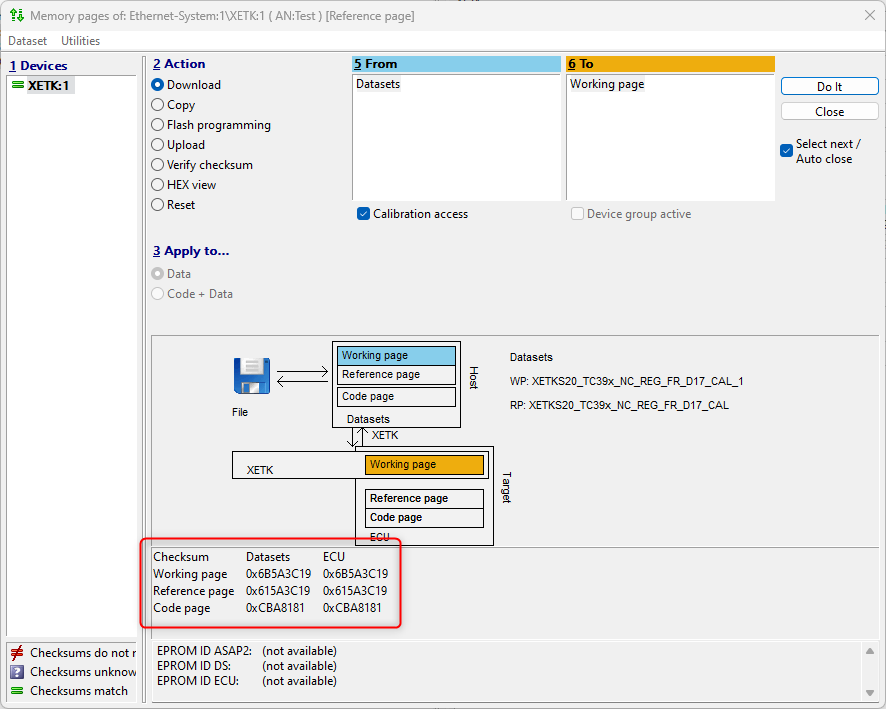 Memory pages of: Ethernet-System:1\XETK:1 ( AN:Test ) [Reference page]
Dataset Utilities
1 Devices
XETK:1
2 Action
Download
Copy
Flash programming
Upload
Verify checksum
HEX view
Reset
5 From
Datasets
Calibration access
6 To
Working page
Device group active
Do It
Close
Select next /
Auto close
3 Apply to...
Data
Code + Data
File
Working page
Reference page
Code page
Datasets
Host
XETK
XETK
Working page
Reference page
Code page
ECU
Target
Datasets
WP: XETKS20_TC39x_NC_REG_FR_D17_CAL_1
RP: XETKS20_TC39x_NC_REG_FR_D17_CAL
Checksum Datasets ECU
Working page 0x6B5A3C19 0x6B5A3C19
Reference page 0x615A3C19 0x615A3C19
Code page 0xCBA8181 0xCBA8181
Checksums do not r
Checksums unknow
Checksums match
EPROM ID ASAP2: (not available)
EPROM ID DS: (not available)
EPROM ID ECU: (not available)